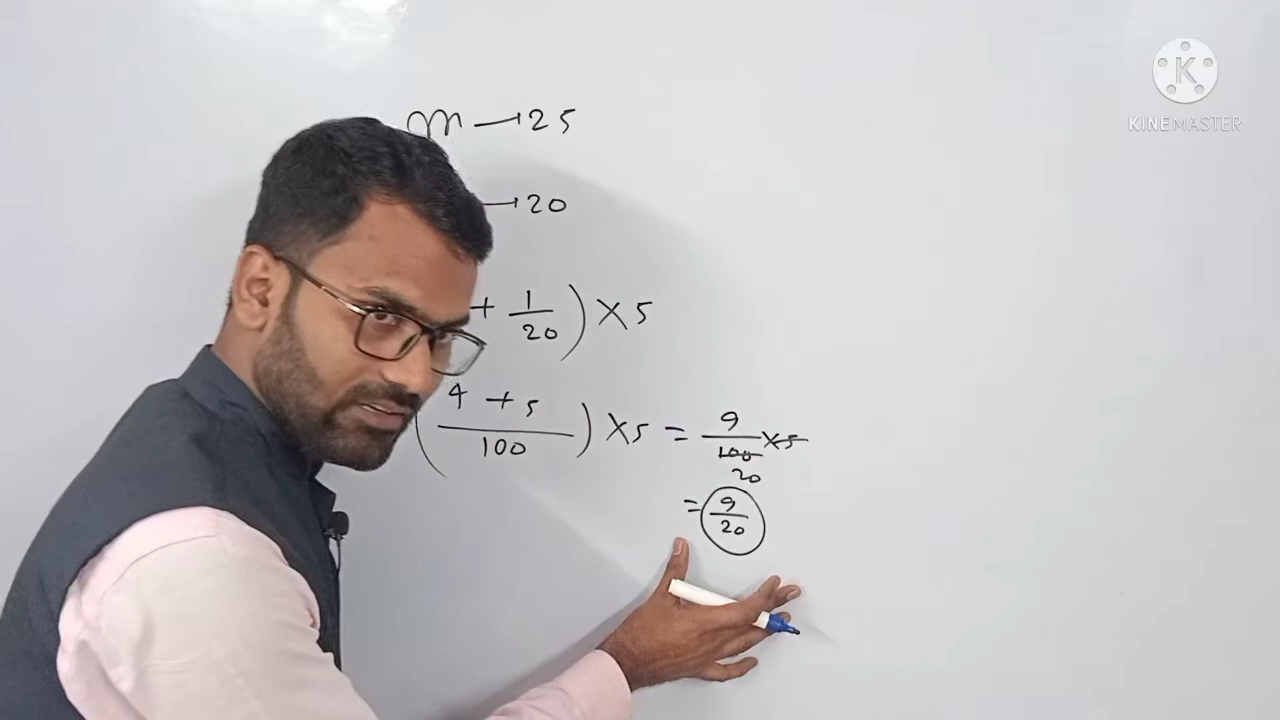 m → 25
→ 20
+ 1/20 ) × 5
( 4 + 5 / 100 ) × 5 = 9/100 × 5
20
= 9/20
K
KINEMASTER